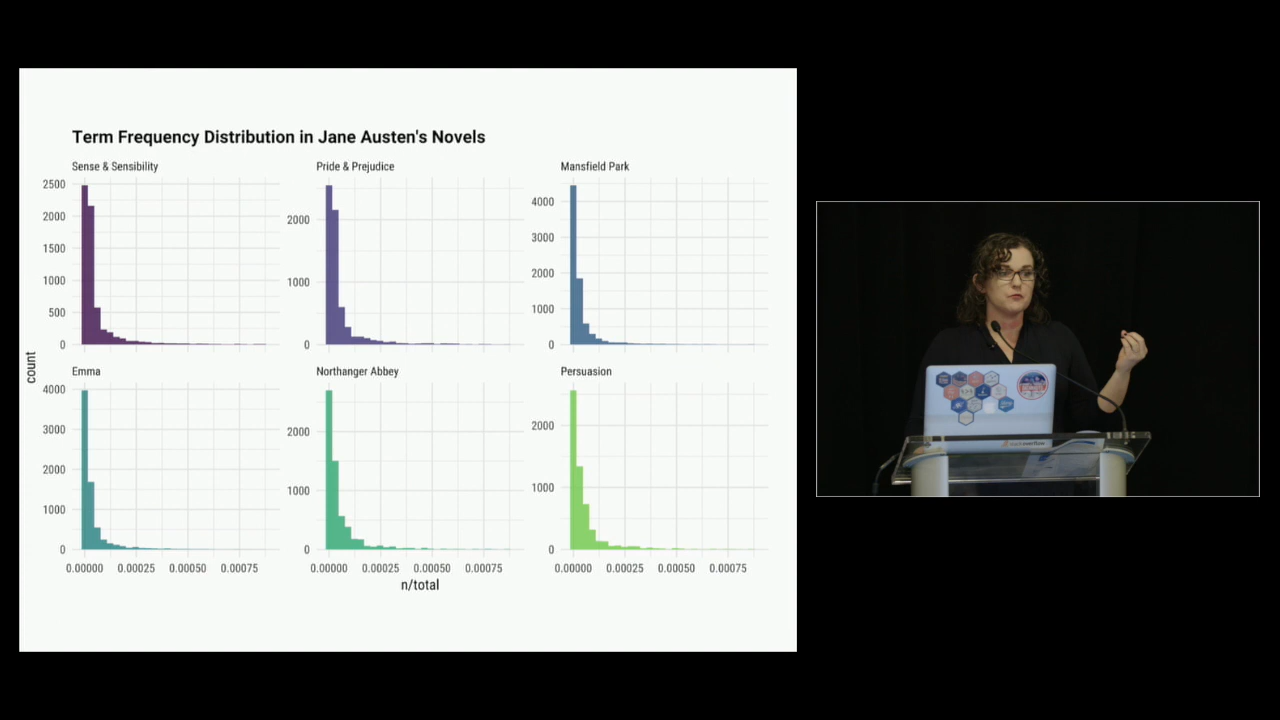 Term Frequency Distribution in Jane Austen's Novels
Sense & Sensibility
2500
2000
1500
1000
500
0
Pride & Prejudice
2000
1000
0
Mansfield Park
4000
3000
2000
1000
0
count
Emma
4000
3000
2000
1000
0
0.00000 0.00025 0.00050 0.00075
Northanger Abbey
2000
1000
0
0.00000 0.00025 0.00050 0.00075
Persuasion
2000
1000
0
0.00000 0.00025 0.00050 0.00075
n/total
stack overflow